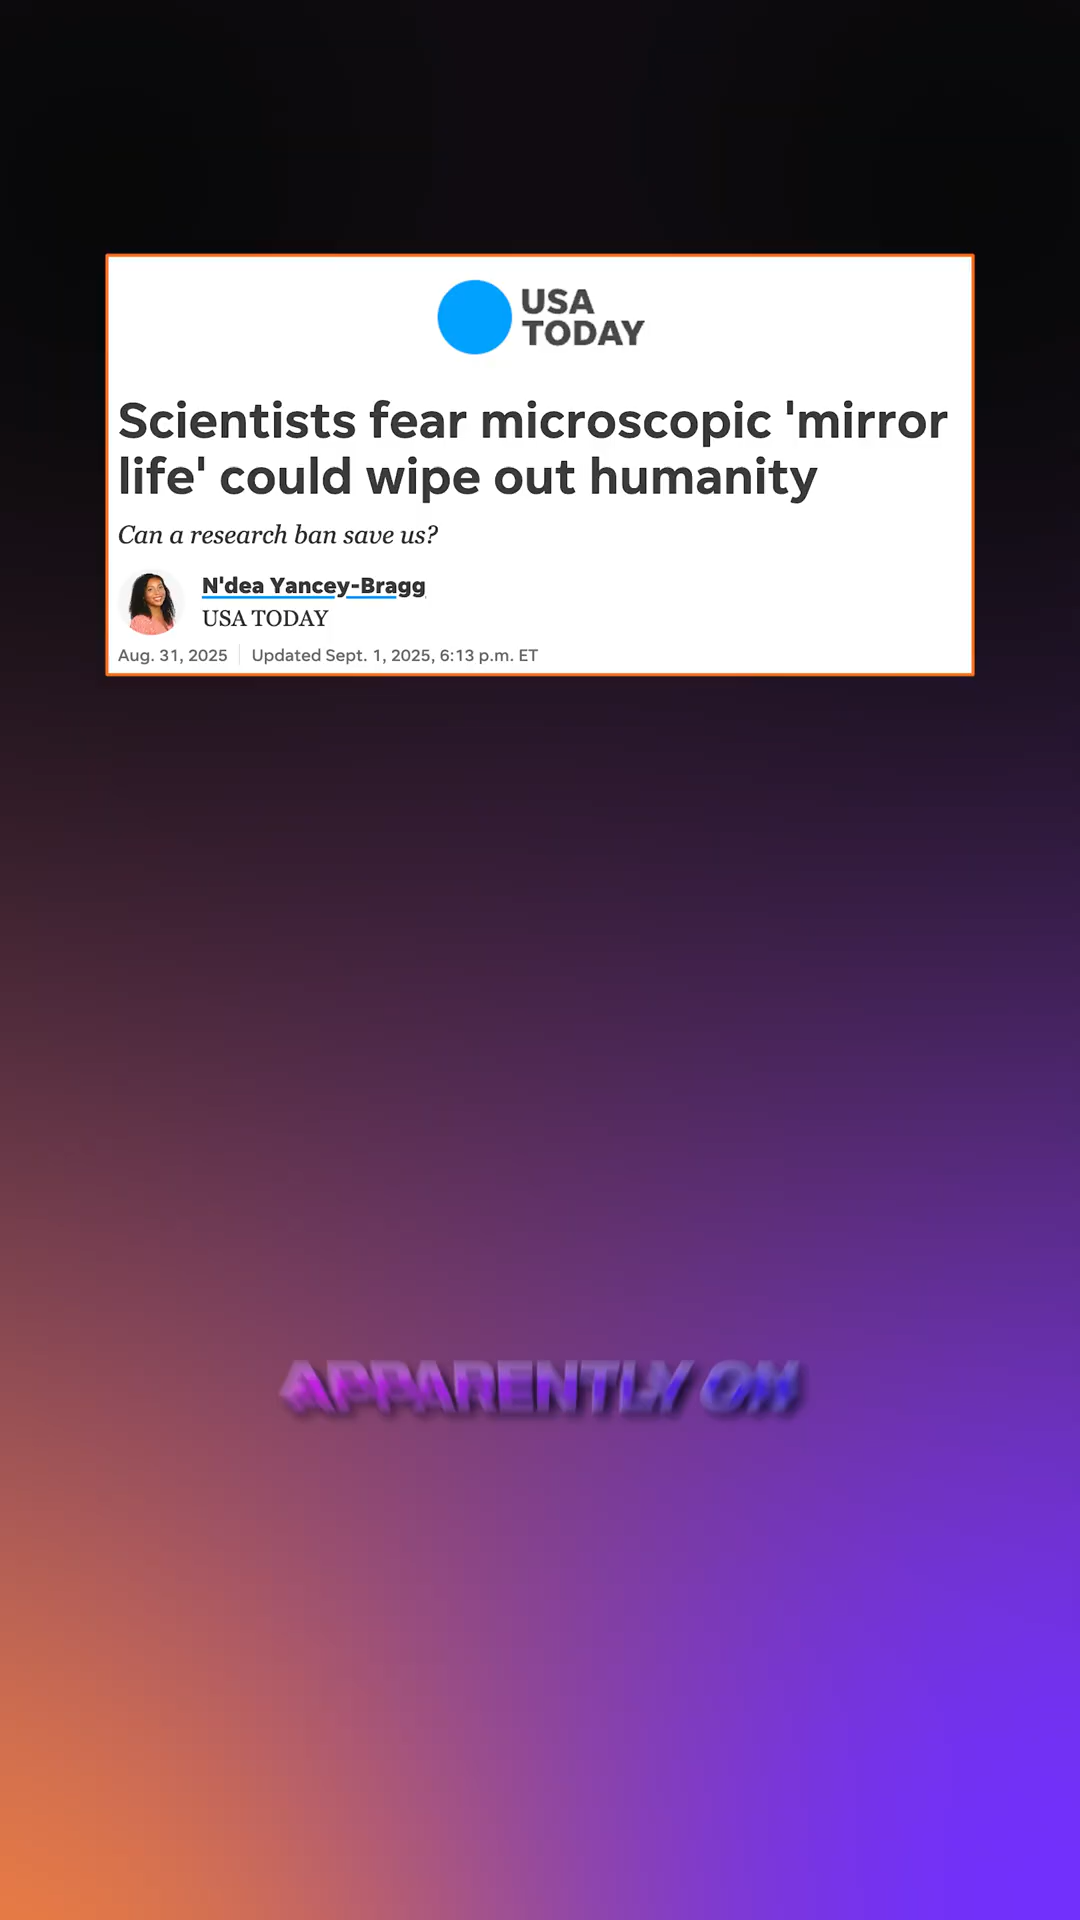 USA
TODAY
Scientists fear microscopic 'mirror
life' could wipe out humanity
Can a research ban save us?
N'dea Yancey-Bragg
USA TODAY
Aug. 31, 2025 Updated Sept. 1, 2025, 6:13 p.m. ET
APPARENTLY ON